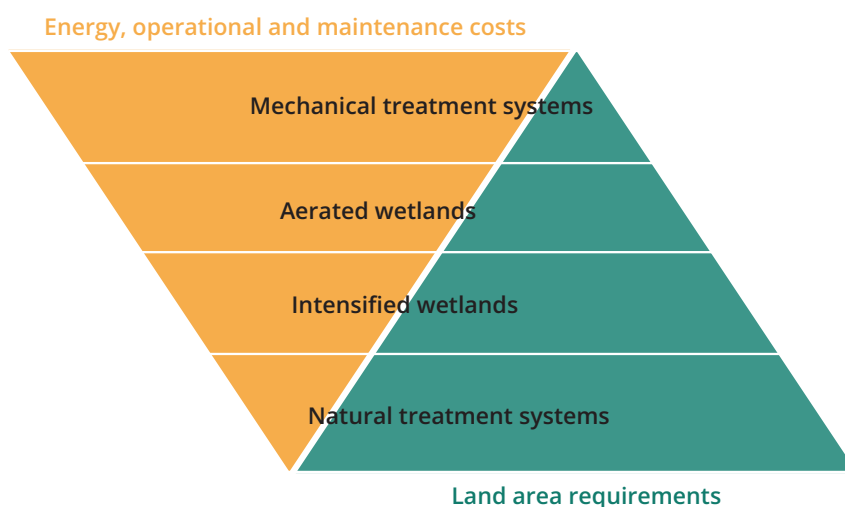 Energy, operational and maintenance costs
Mechanical treatment systems
Aerated wetlands
Intensified wetlands
Natural treatment systems
Land area requirements